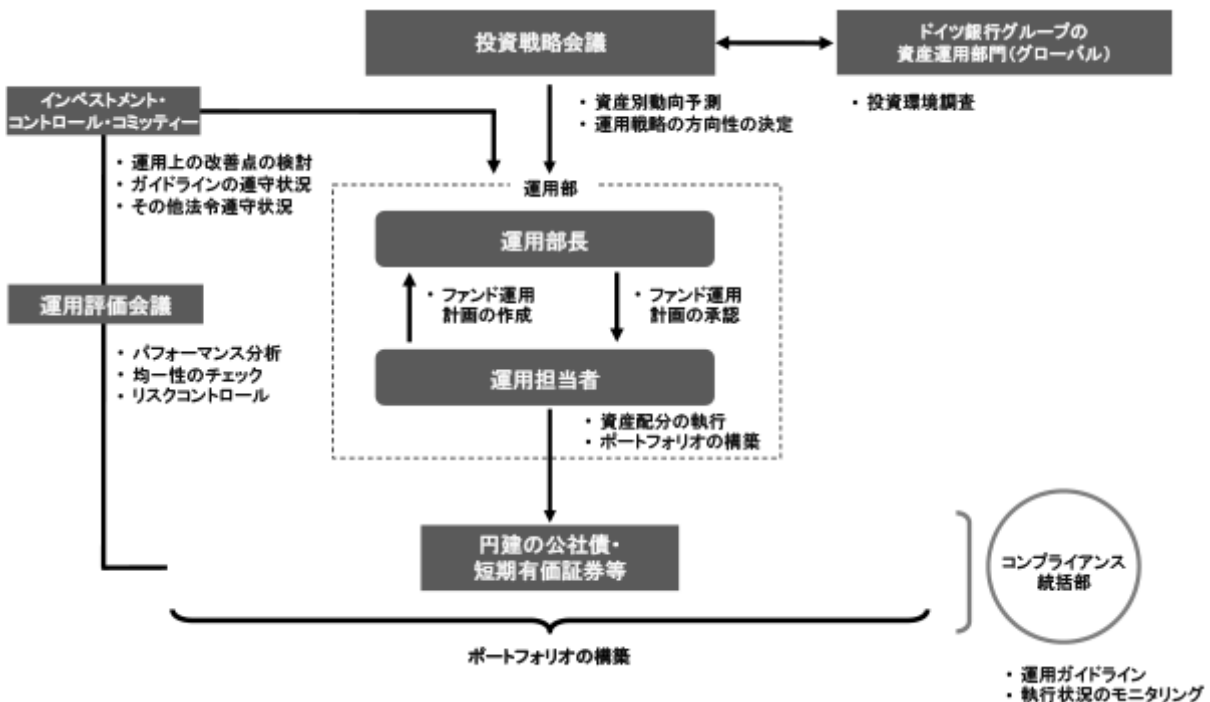 投資戦略会議
ドイツ銀行グループの
資産運用部門(グローバル)
・ 資産別動向予測
・ 運用戦略の方向性の決定
・ 投資環境調査
インベストメント・
コントロール・コミッティー
・ 運用上の改善点の検討
・ ガイドラインの遵守状況
・ その他法令遵守状況
運用部
運用部長
・ ファンド運用
計画の作成
・ ファンド運用
計画の承認
運用評価会議
・ パフォーマンス分析
・ 均一性のチェック
・ リスクコントロール
運用担当者
・ 資産配分の執行
・ ポートフォリオの構築
円建の公社債・
短期有価証券等
コンプライアンス
統括部
ポートフォリオの構築
・ 運用ガイドライン
・ 執行状況のモニタリング